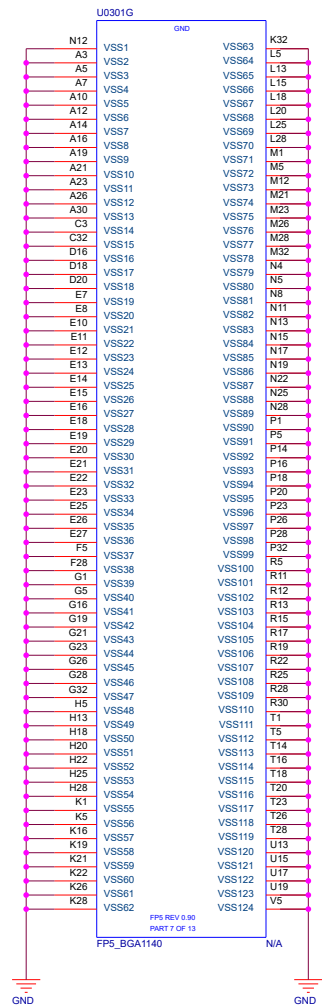 U0301G
GND
N12 VSS1 VSS63 K32
A3 VSS2 VSS64 L5
A5 VSS3 VSS65 L13
A7 VSS4 VSS66 L15
A10 VSS5 VSS67 L18
A12 VSS6 VSS68 L20
A14 VSS7 VSS69 L25
A16 VSS8 VSS70 L28
A19 VSS9 VSS71 M1
A21 VSS10 VSS72 M5
A23 VSS11 VSS73 M12
A26 VSS12 VSS74 M21
A30 VSS13 VSS75 M23
C3 VSS14 VSS76 M26
C32 VSS15 VSS77 M28
D16 VSS16 VSS78 M32
D18 VSS17 VSS79 N4
D20 VSS18 VSS80 N5
E7 VSS19 VSS81 N8
E8 VSS20 VSS82 N11
E10 VSS21 VSS83 N13
E11 VSS22 VSS84 N15
E12 VSS23 VSS85 N17
E13 VSS24 VSS86 N19
E14 VSS25 VSS87 N22
E15 VSS26 VSS88 N25
E16 VSS27 VSS89 N28
E18 VSS28 VSS90 P1
E19 VSS29 VSS91 P5
E20 VSS30 VSS92 P14
E21 VSS31 VSS93 P16
E22 VSS32 VSS94 P18
E23 VSS33 VSS95 P20
E25 VSS34 VSS96 P23
E26 VSS35 VSS97 P26
E27 VSS36 VSS98 P28
F5 VSS37 VSS99 P32
F28 VSS38 VSS100 R5
G1 VSS39 VSS101 R11
G5 VSS40 VSS102 R12
G16 VSS41 VSS103 R13
G19 VSS42 VSS104 R15
G21 VSS43 VSS105 R17
G23 VSS44 VSS106 R19
G26 VSS45 VSS107 R22
G28 VSS46 VSS108 R25
G32 VSS47 VSS109 R28
H5 VSS48 VSS110 R30
H13 VSS49 VSS111 T1
H18 VSS50 VSS112 T5
H20 VSS51 VSS113 T14
H22 VSS52 VSS114 T16
H25 VSS53 VSS115 T18
H28 VSS54 VSS116 T20
K1 VSS55 VSS117 T23
K5 VSS56 VSS118 T26
K16 VSS57 VSS119 T28
K19 VSS58 VSS120 U13
K21 VSS59 VSS121 U15
K22 VSS60 VSS122 U17
K26 VSS61 VSS123 U19
K28 VSS62 VSS124 V5
FP5 REV 0.90
PART 7 OF 13
FP5_BGA1140 N/A
GND GND